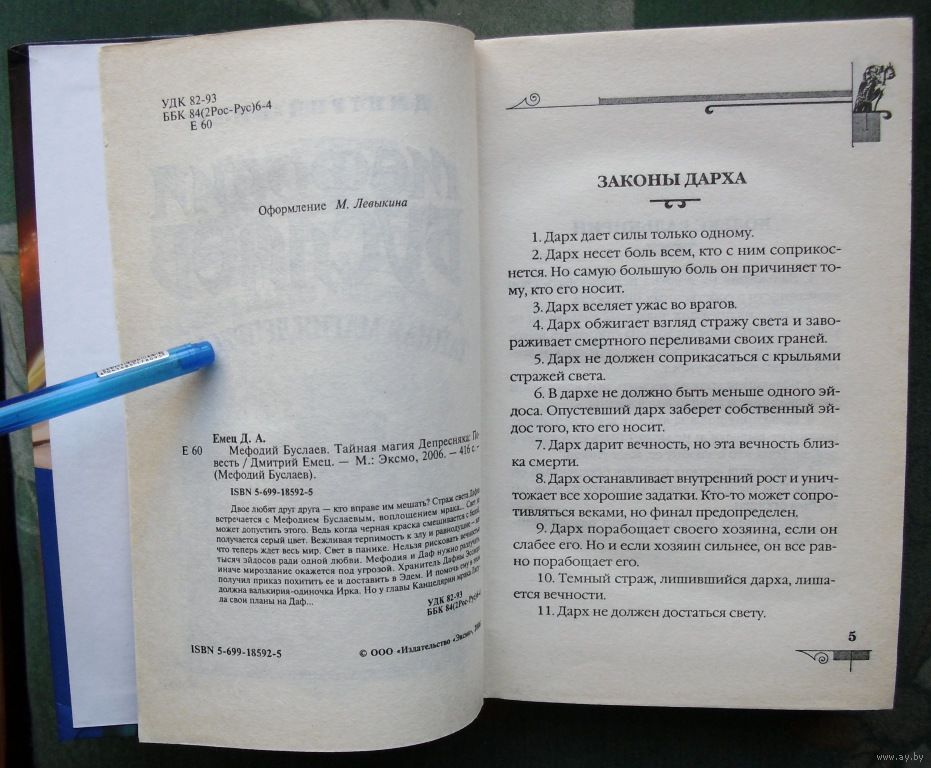 УДК 82-93
ББК 84(2Рос-Рус)6-4
Е 60
Оформление М. Левыкина
Емец Д. А.
Е 60 Мефодий Буслаев. Тайная магия Депресняка: По-
весть / Дмитрий Емец. — М.: Эксмо, 2006. — 416 с. —
(Мефодий Буслаев).
ISBN 5-699-18592-5
Двое любят друг друга — кто вправе им мешать? Страж света Дафна
встречается с Мефодием Буслаевым, воплощением мрака... Свет не
может допустить этого. Ведь когда черная краска смешивается с белой,
получается серый цвет. Вежливая терпимость к злу и равнодушие —
что теперь ждет весь мир. Свет в панике. Нельзя рисковать вечностью
тысяч эйдосов ради одной любви. Мефодия и Даф нужно разлучить,
иначе мироздание окажется под угрозой. Хранитель Дафны
получил приказ похитить ее и доставить в Эдем. И помочь ему в этом
должна валькирия-одиночка Ирка. Но у главы Канцелярии мрака
ла свои планы на Даф...
УДК 82-93
ББК 84(2Рос-Рус)6-4
ISBN 5-699-18592-5
© ООО «Издательство «Эксмо», 2006
ЗАКОНЫ ДАРХА
1. Дарх дает силы только одному.
2. Дарх несет боль всем, кто с ним соприкос-
нется. Но самую большую боль он причиняет то-
му, кто его носит.
3. Дарх вселяет ужас во врагов.
4. Дарх обжигает взгляд стражу света и заво-
раживает смертного переливами своих граней.
5. Дарх не должен соприкасаться с крыльями
стражей света.
6. В дархе не должно быть меньше одного эй-
доса. Опустевший дарх заберет собственный эй-
дос того, кто его носит.
7. Дарх дарит вечность, но эта вечность близ-
ка смерти.
8. Дарх останавливает внутренний рост и унич-
тожает все хорошие задатки. Кто-то может сопро-
тивляться веками, но финал предопределен.
9. Дарх порабощает своего хозяина, если он
слабее его. Но и если хозяин сильнее, он все рав-
но порабощает его.
10. Темный страж, лишившийся дарха, лиша-
ется вечности.
11. Дарх не должен достаться свету.
5
www.ay.by